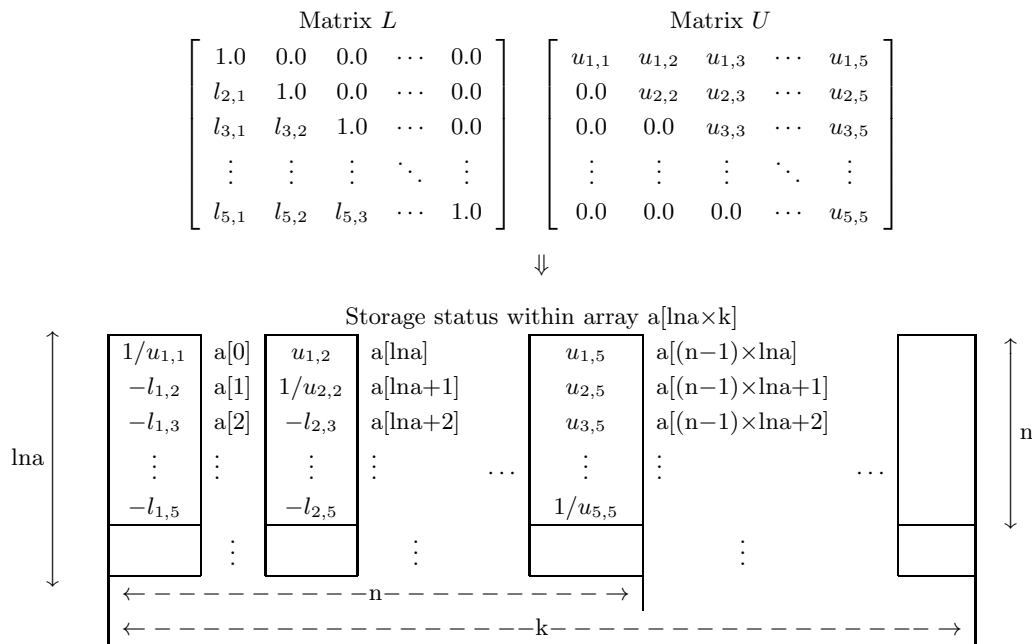 Matrix L Matrix U
1.0 0.0 0.0 ⋯ 0.0 u1,1 u1,2 u1,3 ⋯ u1,5
l2,1 1.0 0.0 ⋯ 0.0 0.0 u2,2 u2,3 ⋯ u2,5
l3,1 l3,2 1.0 ⋯ 0.0 0.0 0.0 u3,3 ⋯ u3,5
⋮ ⋮ ⋮ ⋱ ⋮ ⋮ ⋮ ⋮ ⋱ ⋮
l5,1 l5,2 l5,3 ⋯ 1.0 0.0 0.0 0.0 ⋯ u5,5
⇓
Storage status within array a[lna×k]
1/u1,1 a[0] u1,2 a[lna] u1,5 a[(n−1)×lna]
−l1,2 a[1] 1/u2,2 a[lna+1] u2,5 a[(n−1)×lna+1]
−l1,3 a[2] −l2,3 a[lna+2] u3,5 a[(n−1)×lna+2]
lna ⋮ ⋮ ⋮ ⋮ ⋯ ⋮ ⋮ ⋯ n
−l1,5 −l2,5 1/u5,5
⋮ ⋮ ⋮
n
k